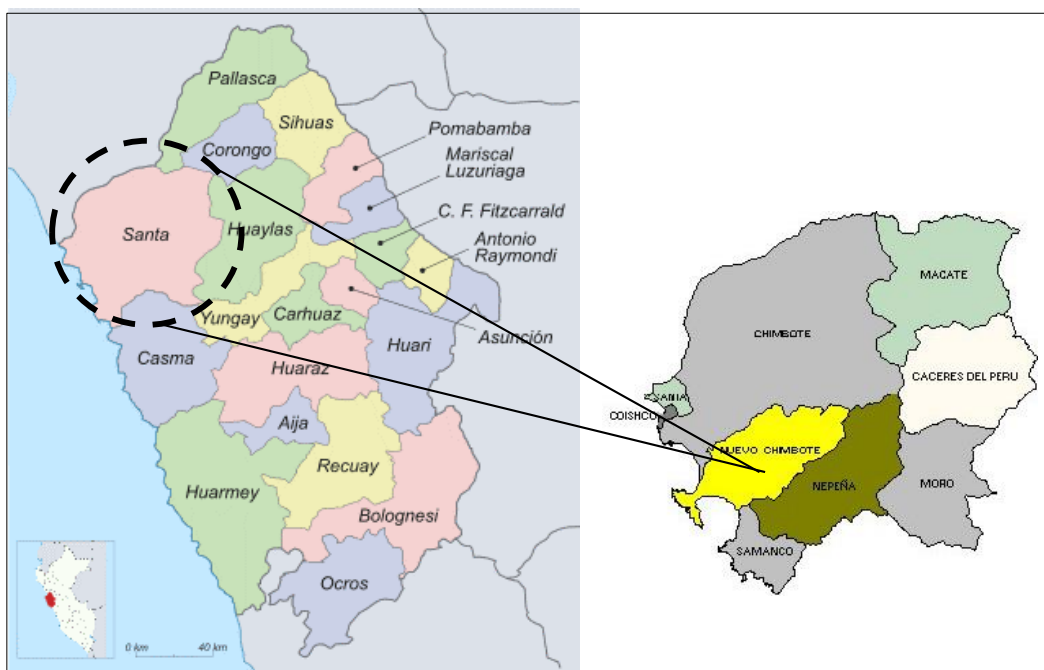 Pallasca
Sihuas
Corongo
Pomabamba
Mariscal
Luzuriaga
Santa
Huaylas
C. F. Fitzcarrald
Antonio
Raymondi
Yungay
Carhuaz
Asunción
Casma
Huari
Huaraz
Aija
Recuay
Huarmey
Bolognesi
Ocros
0 km
40 km
MACATE
CHIMBOTE
CACERES DEL PERU
COISHCO
NUEVO CHIMBOTE
NEPEÑA
MORO
SAMANCO